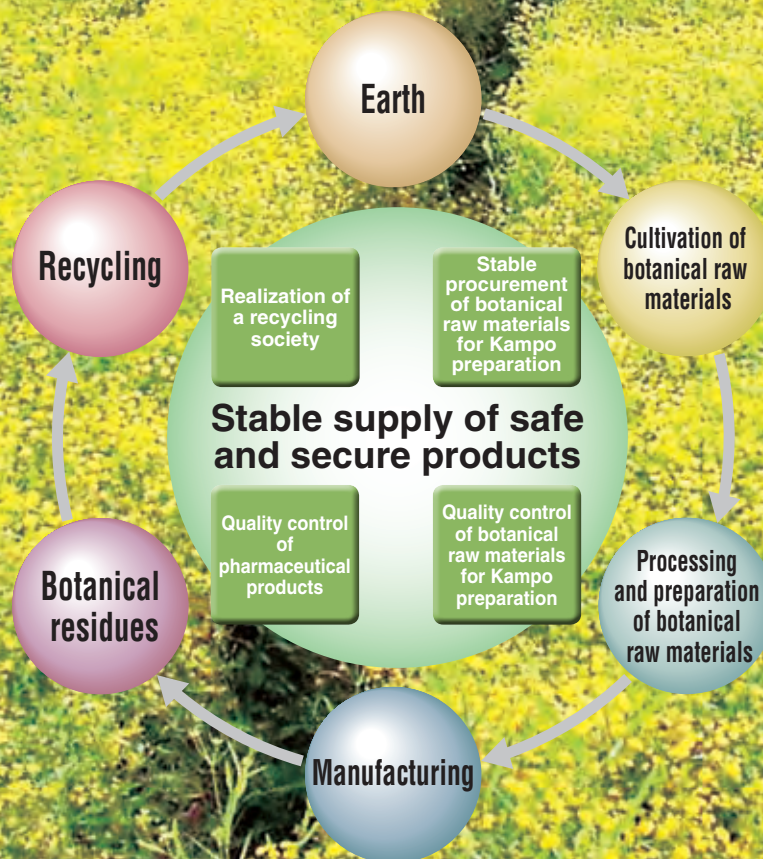 Earth
Recycling
Cultivation of
botanical raw
materials
Realization of
a recycling
society
Stable
procurement
of botanical
raw materials
for Kampo
preparation
Stable supply of safe
and secure products
Quality control
of
pharmaceutical
products
Quality control
of botanical
raw materials
for Kampo
preparation
Botanical
residues
Processing
and preparation
of botanical
raw materials
Manufacturing